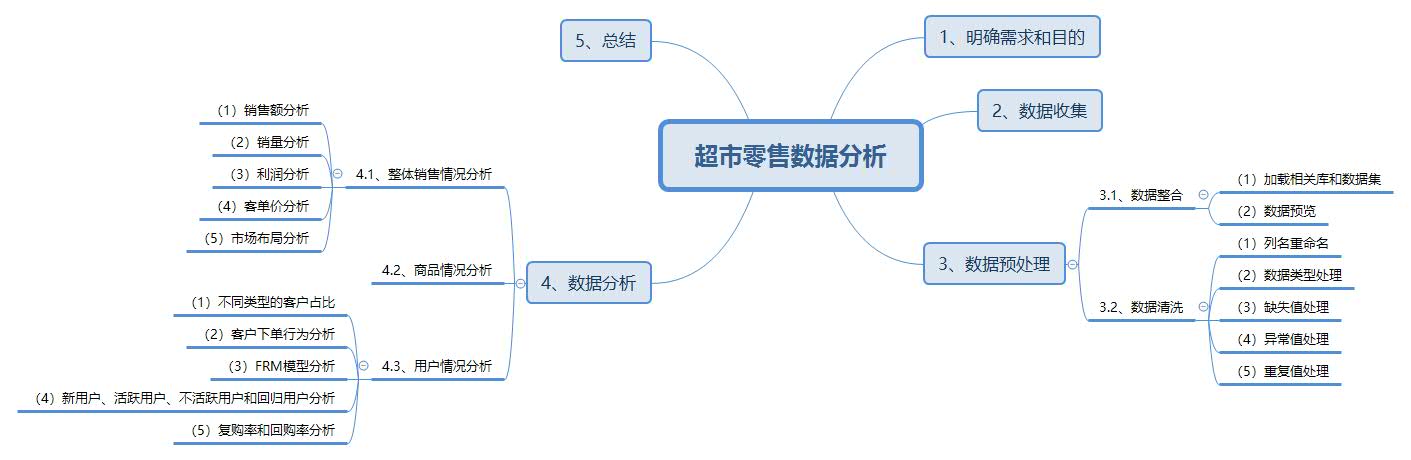 超市零售数据分析
1、明确需求和目的
2、数据收集
3、数据预处理
3.1、数据整合
（1）加载相关库和数据集
（2）数据预览
3.2、数据清洗
（1）列名重命名
（2）数据类型处理
（3）缺失值处理
（4）异常值处理
（5）重复值处理
4、数据分析
4.1、整体销售情况分析
（1）销售额分析
（2）销量分析
（3）利润分析
（4）客单价分析
（5）市场布局分析
4.2、商品情况分析
4.3、用户情况分析
（1）不同类型的客户占比
（2）客户下单行为分析
（3）FRM模型分析
（4）新用户、活跃用户、不活跃用户和回归用户分析
（5）复购率和回购率分析
5、总结